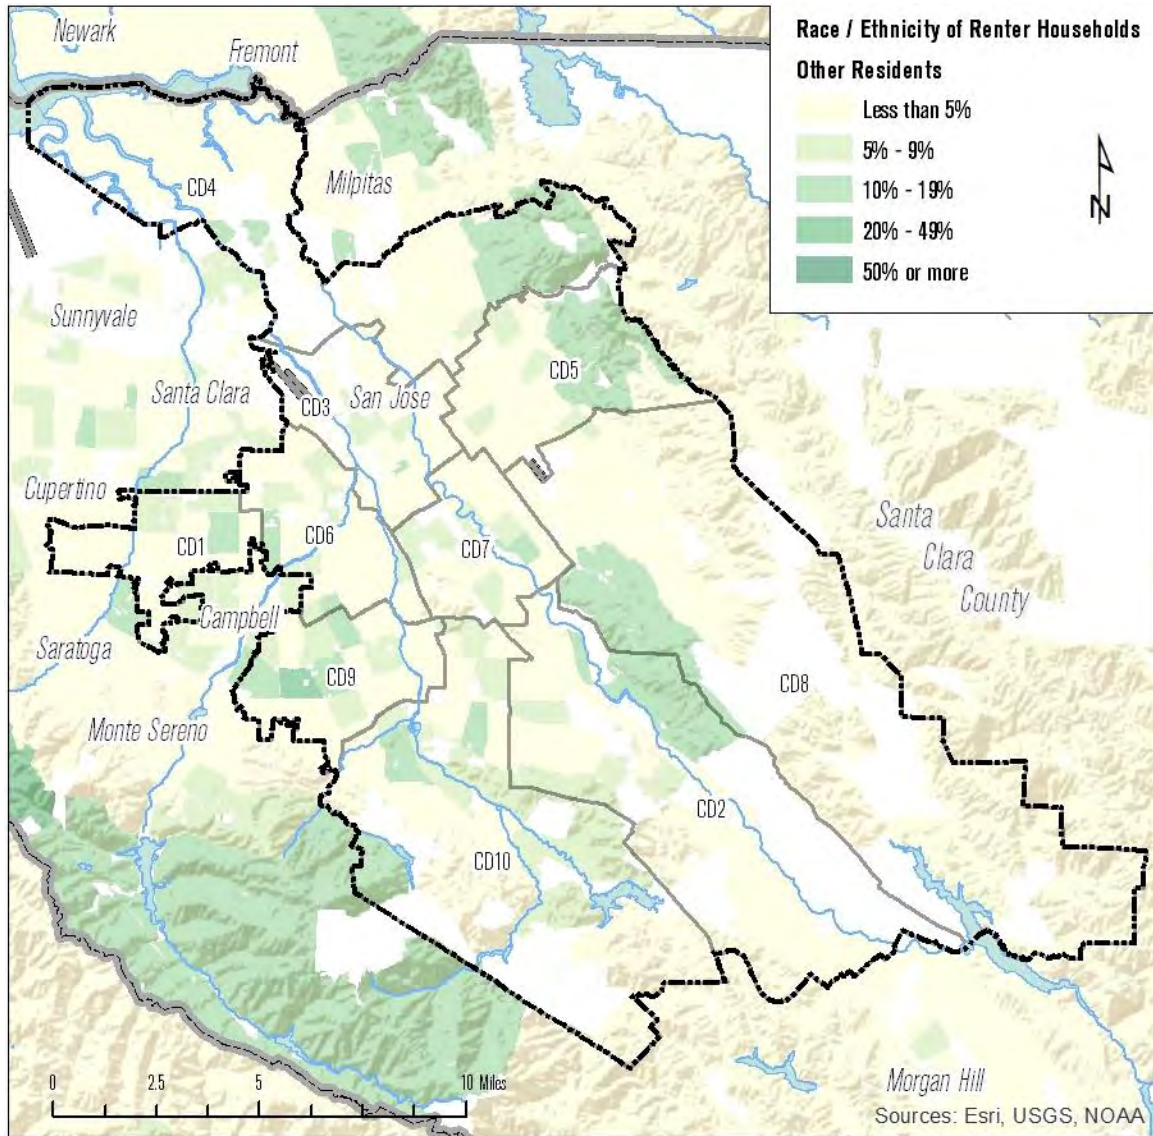 Newark
Fremont
Race / Ethnicity of Renter Households
Other Residents
Less than 5%
5% - 9%
10% - 19%
20% - 49%
50% or more
N
CD4
Milpitas
Sunnyvale
Santa Clara
CD3
San Jose
CD5
Cupertino
CD1
CD6
CD7
Santa
Clara
County
Campbell
Saratoga
CD9
CD8
Monte Sereno
CD2
CD10
0 2.5 5 10 Miles
Morgan Hill
Sources: Esri, USGS, NOAA